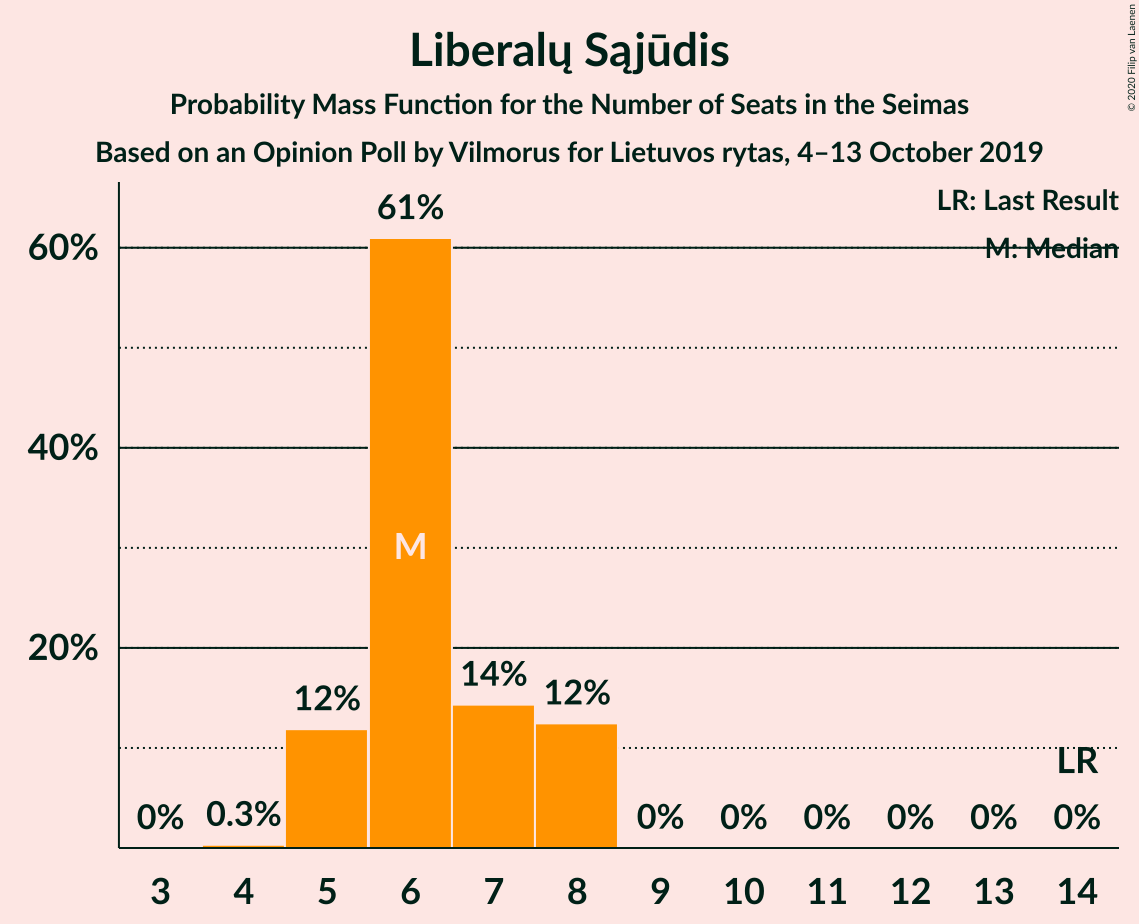 Liberalų Sąjūdis
Probability Mass Function for the Number of Seats in the Seimas
Based on an Opinion Poll by Vilmorus for Lietuvos rytas, 4–13 October 2019
© 2020 Filip van Laenen
LR: Last Result
M: Median
60%
40%
20%
61%
M
14%
12%
12%
LR
0%
0.3%
0%
0%
0%
0%
0%
0%
3 4 5 6 7 8 9 10 11 12 13 14